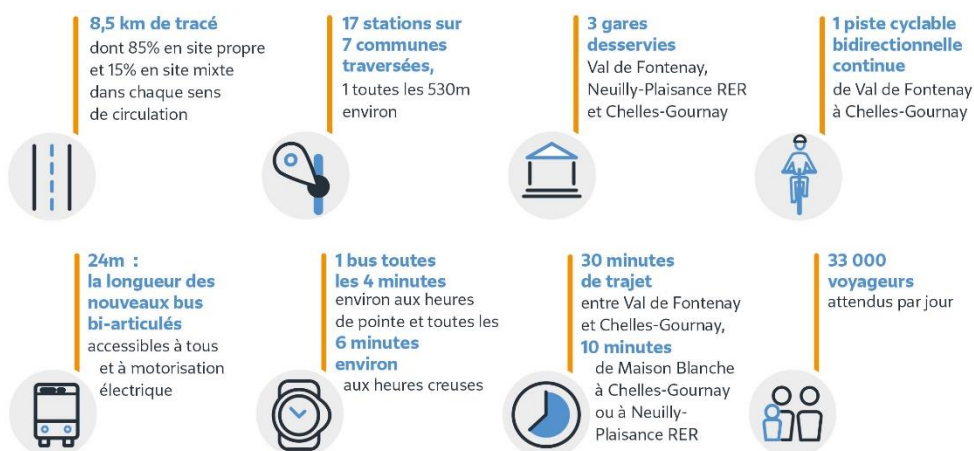 8,5 km de tracé
dont 85% en site propre
et 15% en site mixte
dans chaque sens
de circulation
17 stations sur
7 communes
traversées,
1 toutes les 530m
environ
3 gares
desservies
Val de Fontenay,
Neuilly-Plaisance RER
et Chelles-Gournay
1 piste cyclable
bidirectionnelle
continue
de Val de Fontenay
à Chelles-Gournay
24m :
la longueur des
nouveaux bus
bi-articulés
accessibles à tous
et à motorisation
électrique
1 bus toutes
les 4 minutes
environ aux heures
de pointe et toutes les
6 minutes
environ
aux heures creuses
30 minutes
de trajet
entre Val de Fontenay
et Chelles-Gournay,
10 minutes
de Maison Blanche
à Chelles-Gournay
ou à Neuilly-
Plaisance RER
33 000
voyageurs
attendus par jour